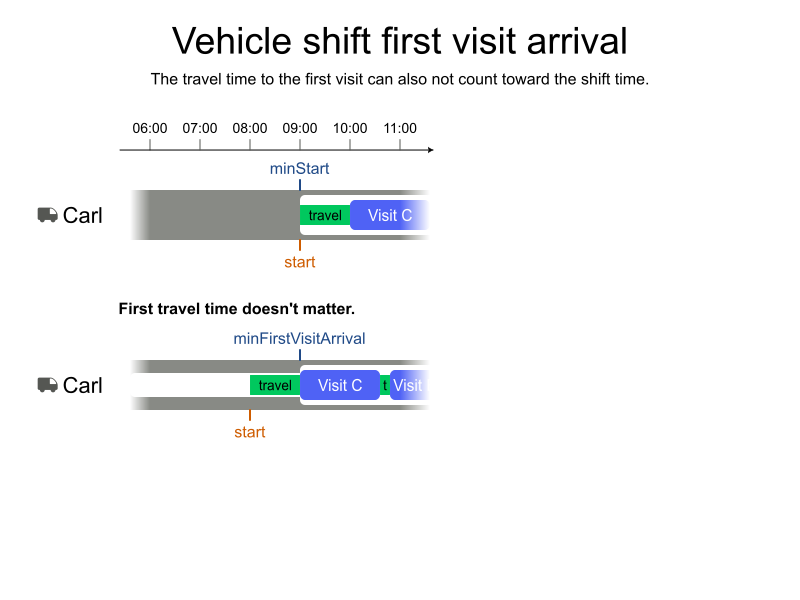 Vehicle shift first visit arrival
The travel time to the first visit can also not count toward the shift time.
06:00 07:00 08:00 09:00 10:00 11:00
minStart
Carl travel Visit C
start
First travel time doesn't matter.
minFirstVisitArrival
Carl travel Visit C t Visit
start